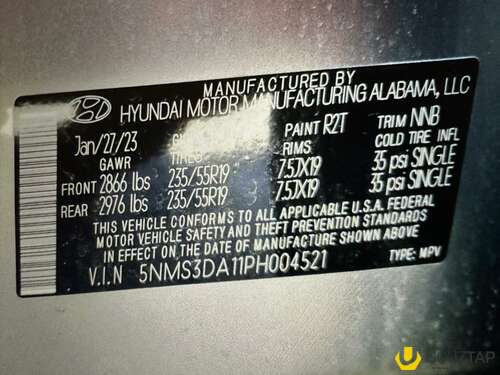 MANUFACTURED BY
HYUNDAI MOTOR MANUFACTURING ALABAMA, LLC
Jan/27/23 PAINT R2T TRIM NNB
GAWR TIRES RIMS COLD TIRE INFL
FRONT 2866 lbs 235/55R19 7.5JX19 35 psi SINGLE
REAR 2976 lbs 235/55R19 7.5JX19 35 psi SINGLE
THIS VEHICLE CONFORMS TO ALL APPLICABLE U.S.A. FEDERAL
MOTOR VEHICLE SAFETY AND THEFT PREVENTION STANDARDS
IN EFFECT ON THE DATE OF MANUFACTURE SHOWN ABOVE.
V.I.N 5NMS3DA11PH004521 TYPE: MPV